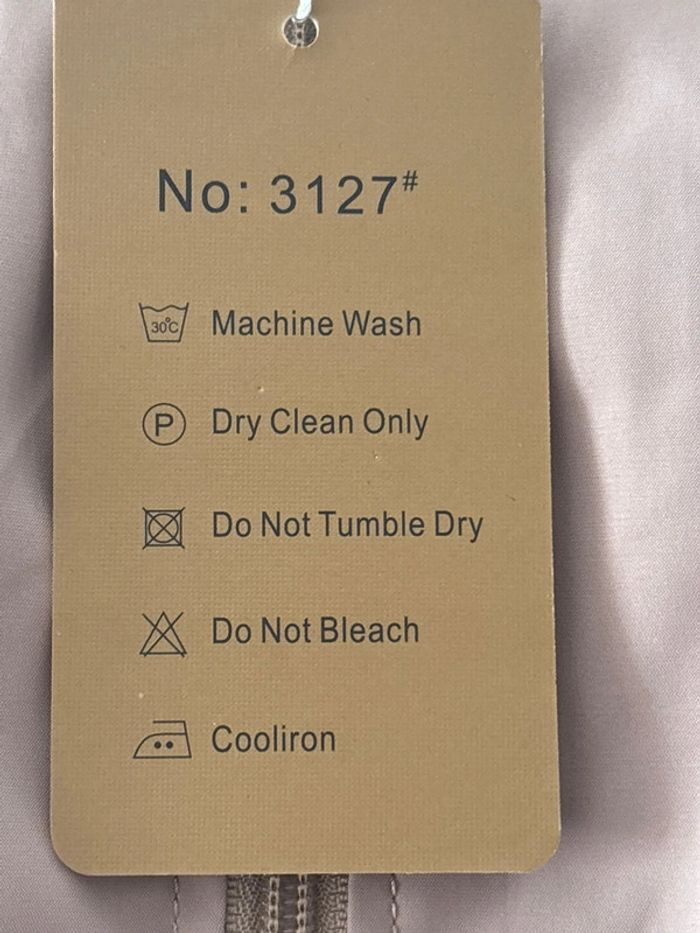 No: 3127#
30°C Machine Wash
P Dry Clean Only
Do Not Tumble Dry
Do Not Bleach
Cooliron